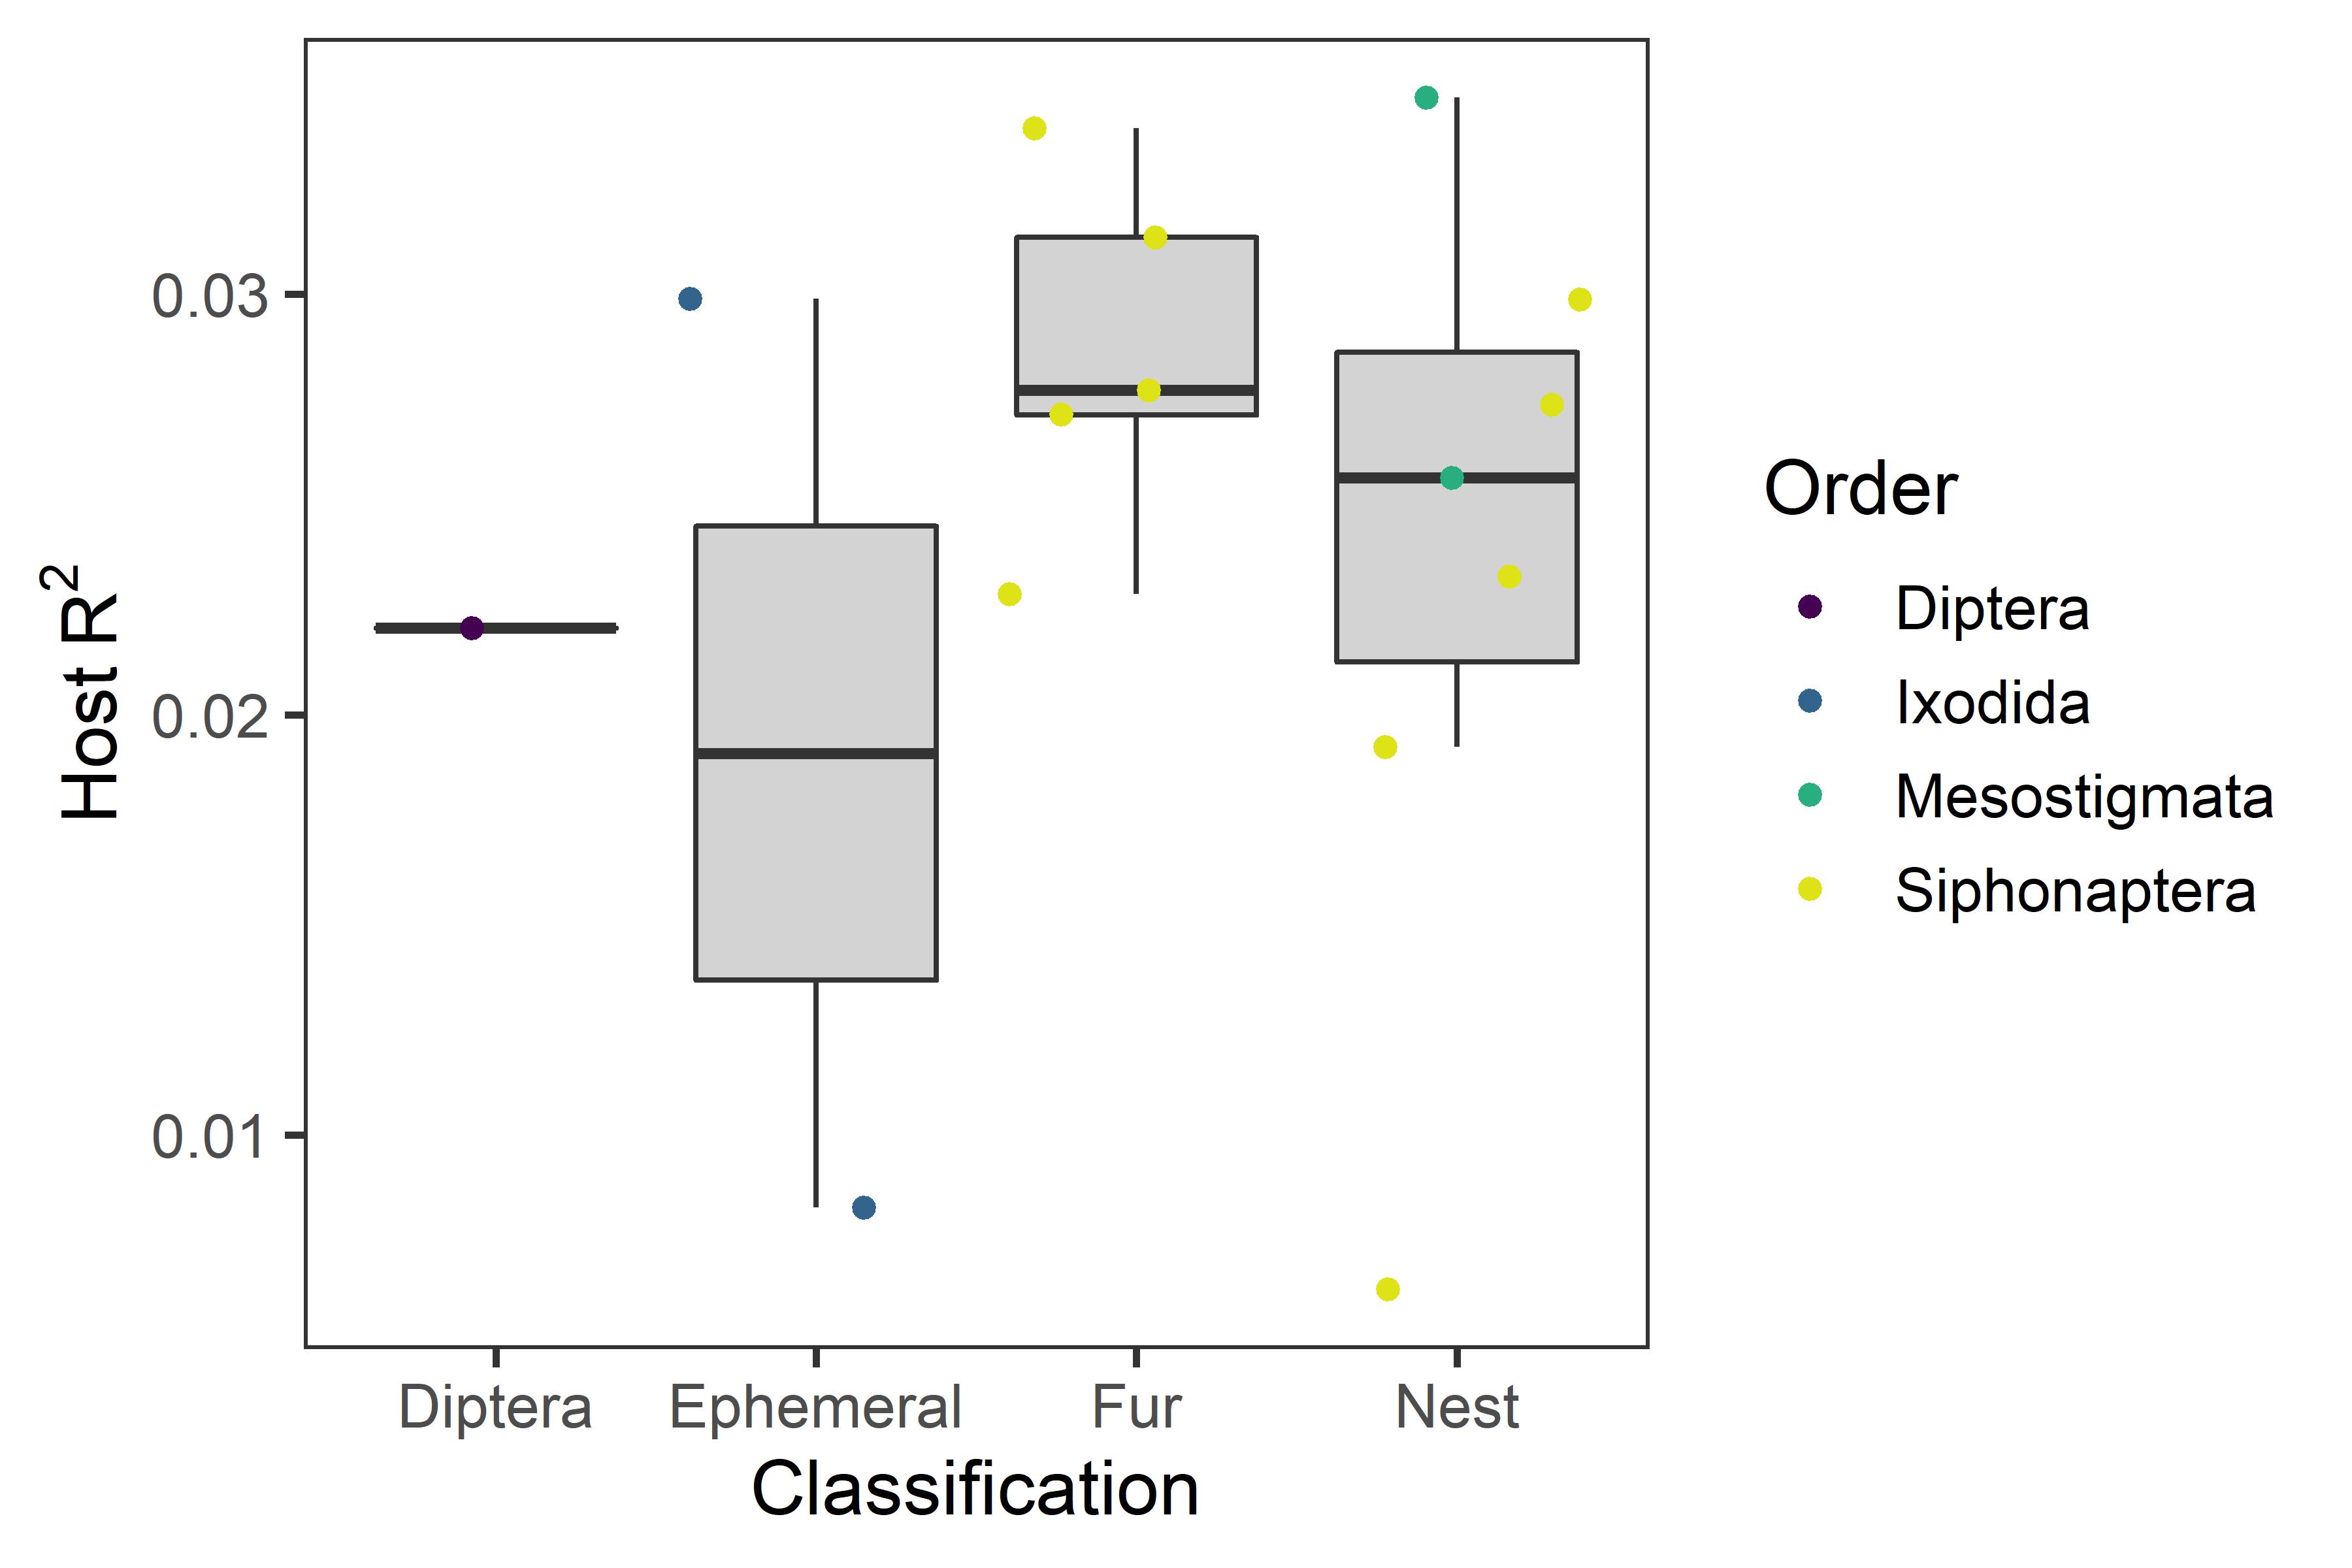 Host R²
0.03
0.02
0.01
Diptera
Ephemeral
Fur
Nest
Classification
Order
Diptera
Ixodida
Mesostigmata
Siphonaptera